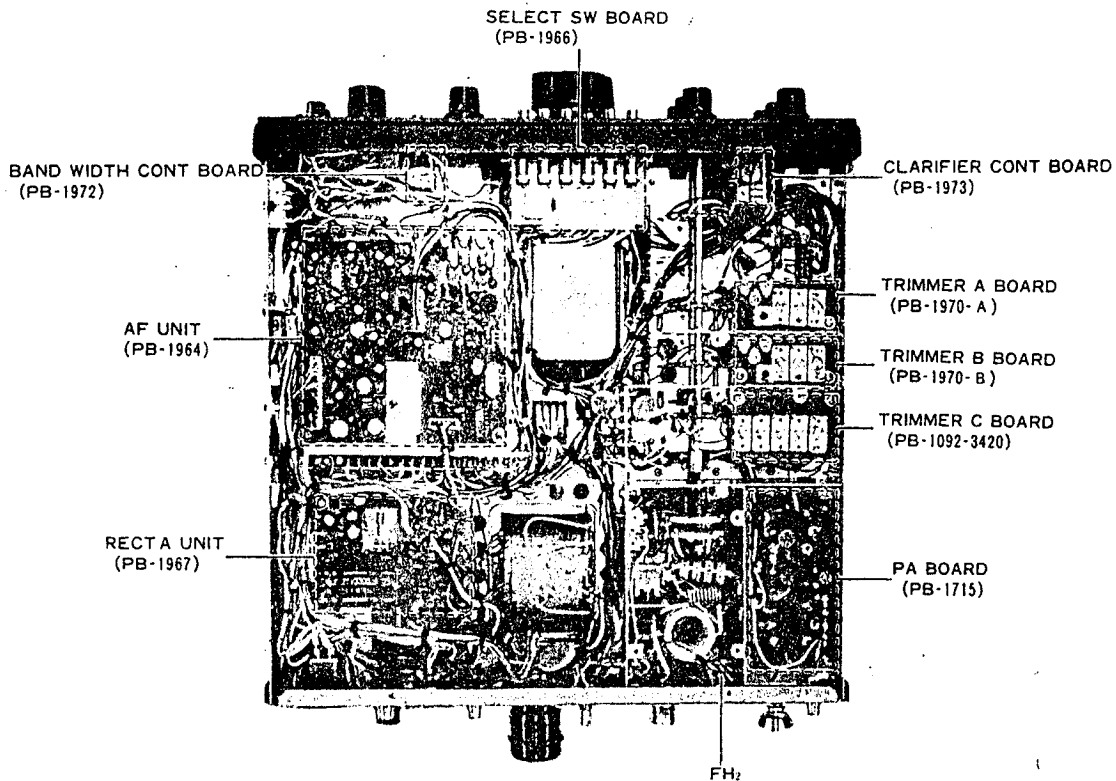 SELECT SW BOARD
(PB-1966)
BAND WIDTH CONT BOARD
(PB-1972)
CLARIFIER CONT BOARD
(PB-1973)
TRIMMER A BOARD
(PB-1970-A)
AF UNIT
(PB-1964)
TRIMMER B BOARD
(PB-1970-B)
TRIMMER C BOARD
(PB-1092-3420)
RECT A UNIT
(PB-1967)
PA BOARD
(PB-1715)
FH₂